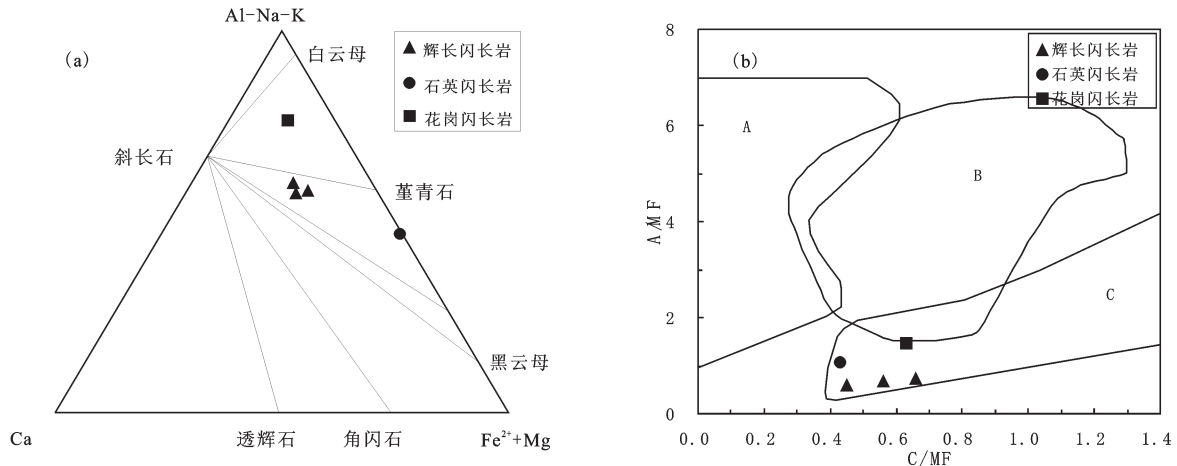 Al-Na-K
(a)
白云母
辉长闪长岩
石英闪长岩
花岗闪长岩
斜长石
堇青石
黑云母
Ca
透辉石
角闪石
Fe²⁺+Mg
8
(b)
辉长闪长岩
石英闪长岩
花岗闪长岩
A
6
B
A/MF
4
C
2
0
0.0 0.2 0.4 0.6 0.8 1.0 1.2 1.4
C/MF